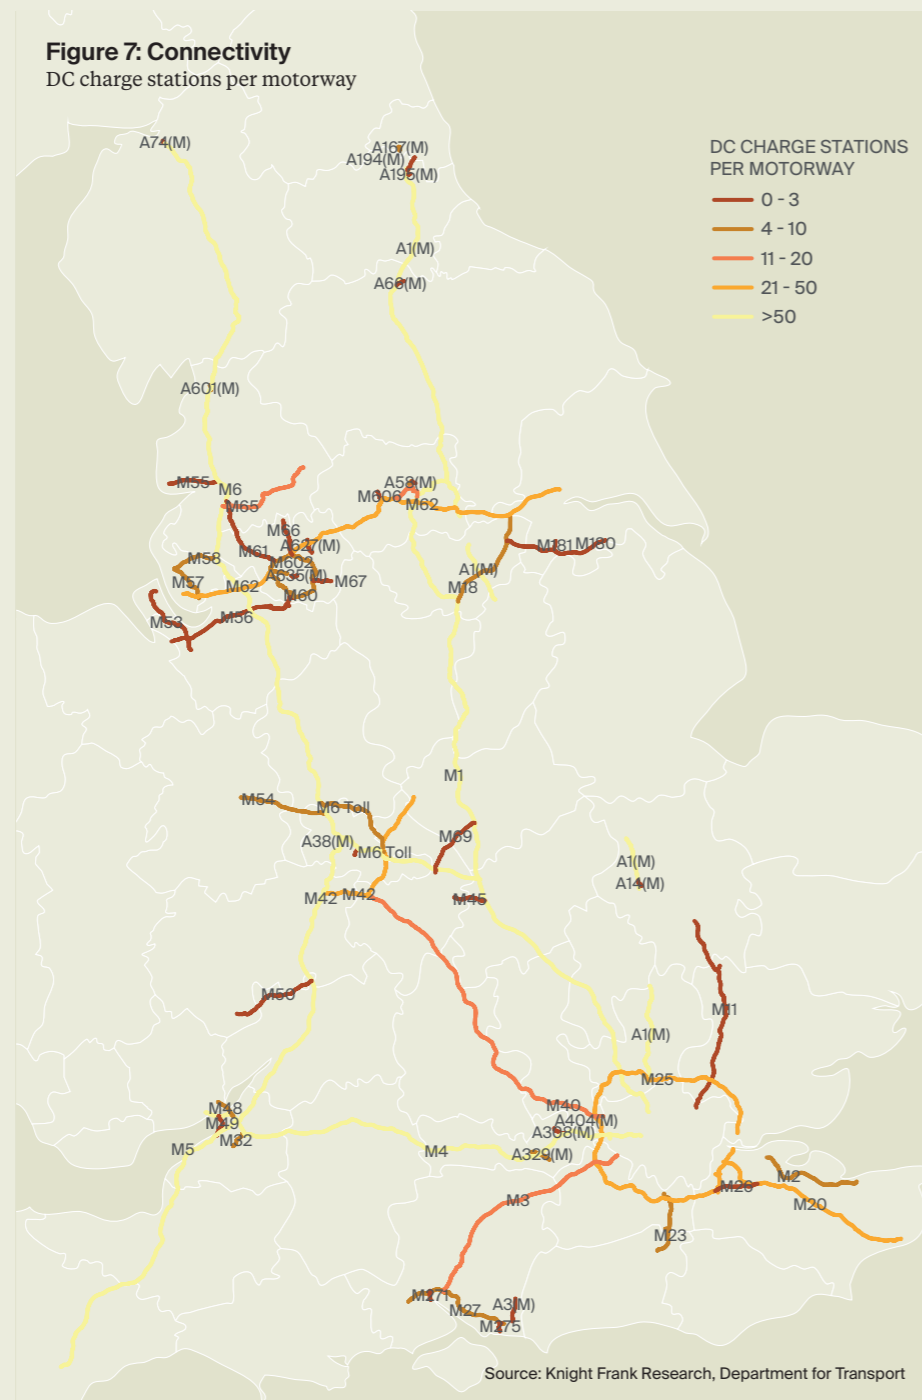 Figure 7: Connectivity
DC charge stations per motorway
DC CHARGE STATIONS
PER MOTORWAY
0 - 3
4 - 10
11 - 20
21 - 50
>50
A74(M)
A167(M)
A194(M)
A195(M)
A1(M)
A66(M)
A601(M)
M55
M6
M65
A58(M)
M606
M62
M66
A627(M)
M61
M602
M58
A635(M)
M57
M62
M67
M60
M181
M180
A1(M)
M18
M53
M56
M1
M54
M6 Toll
A38(M)
M6 Toll
M69
A1(M)
A14(M)
M42
M42
M45
M50
M11
A1(M)
M25
M40
A404(M)
A308(M)
A329(M)
M48
M49
M32
M5
M4
M3
M26
M2
M20
M23
M271
M27
A3(M)
M275
Source: Knight Frank Research, Department for Transport